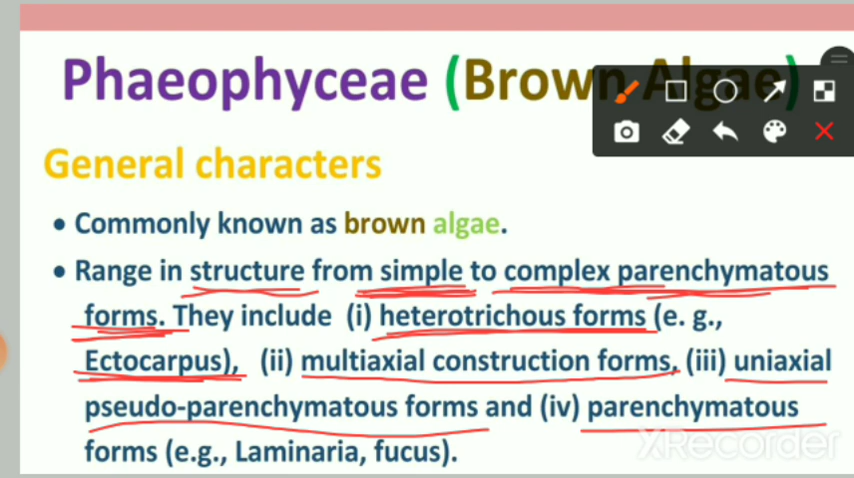 Phaeophyceae (Brown Algae)
General characters
• Commonly known as brown algae.
• Range in structure from simple to complex parenchymatous
forms. They include (i) heterotrichous forms (e. g.,
Ectocarpus), (ii) multiaxial construction forms, (iii) uniaxial
pseudo-parenchymatous forms and (iv) parenchymatous
forms (e.g., Laminaria, fucus).
XRecorder